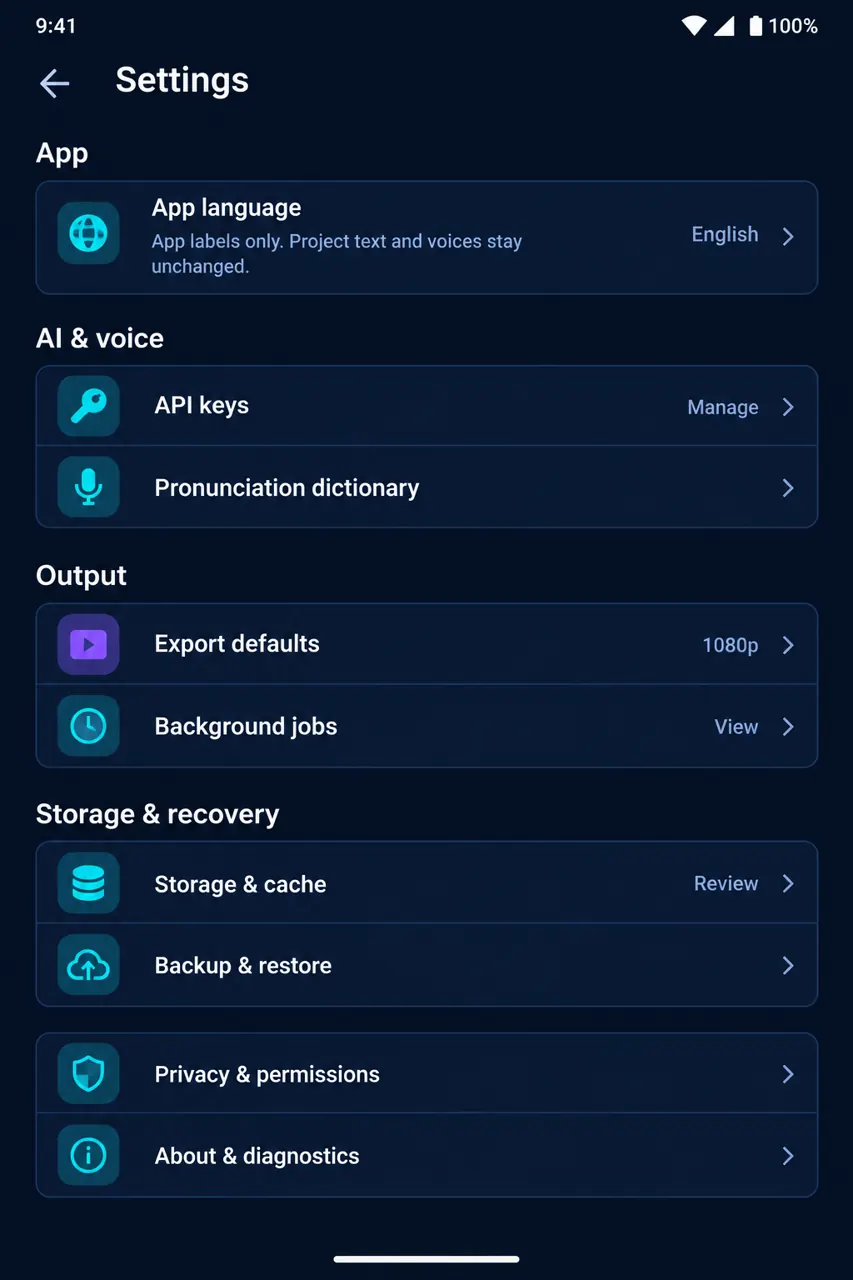 9:41
100%
Settings
App
App language
App labels only. Project text and voices stay
unchanged.
English
AI & voice
API keys
Manage
Pronunciation dictionary
Output
Export defaults
1080p
Background jobs
View
Storage & recovery
Storage & cache
Review
Backup & restore
Privacy & permissions
About & diagnostics